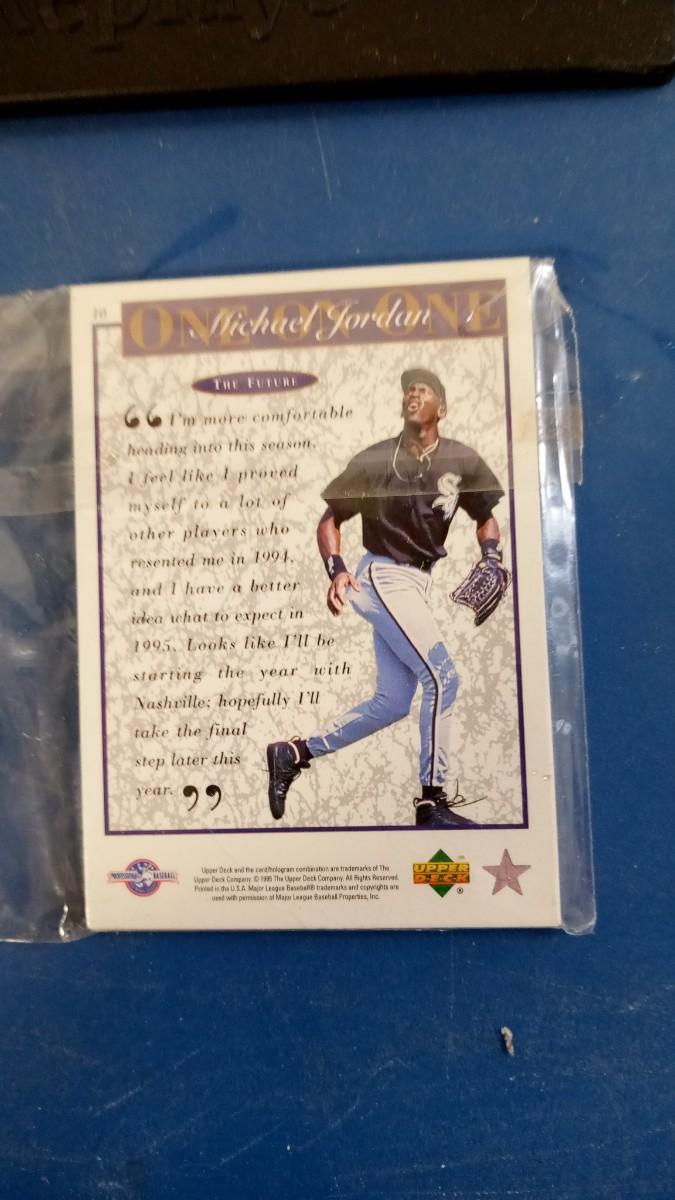 10
ONE ON ONE
Michael Jordan
THE FUTURE
“I'm more comfortable
heading into this season.
I feel like I proved
myself to a lot of
other players who
resented me in 1994,
and I have a better
idea what to expect in
1995. Looks like I'll be
starting the year with
Nashville; hopefully I'll
take the final
step later this
year.”
PROFESSIONAL BASEBALL
Upper Deck and the card/hologram combination are trademarks of The
Upper Deck Company. © 1995 The Upper Deck Company. All Rights Reserved.
Printed in the U.S.A. Major League Baseball® trademarks and copyrights are
used with permission of Major League Baseball Properties, Inc.
UPPER
DECK
®